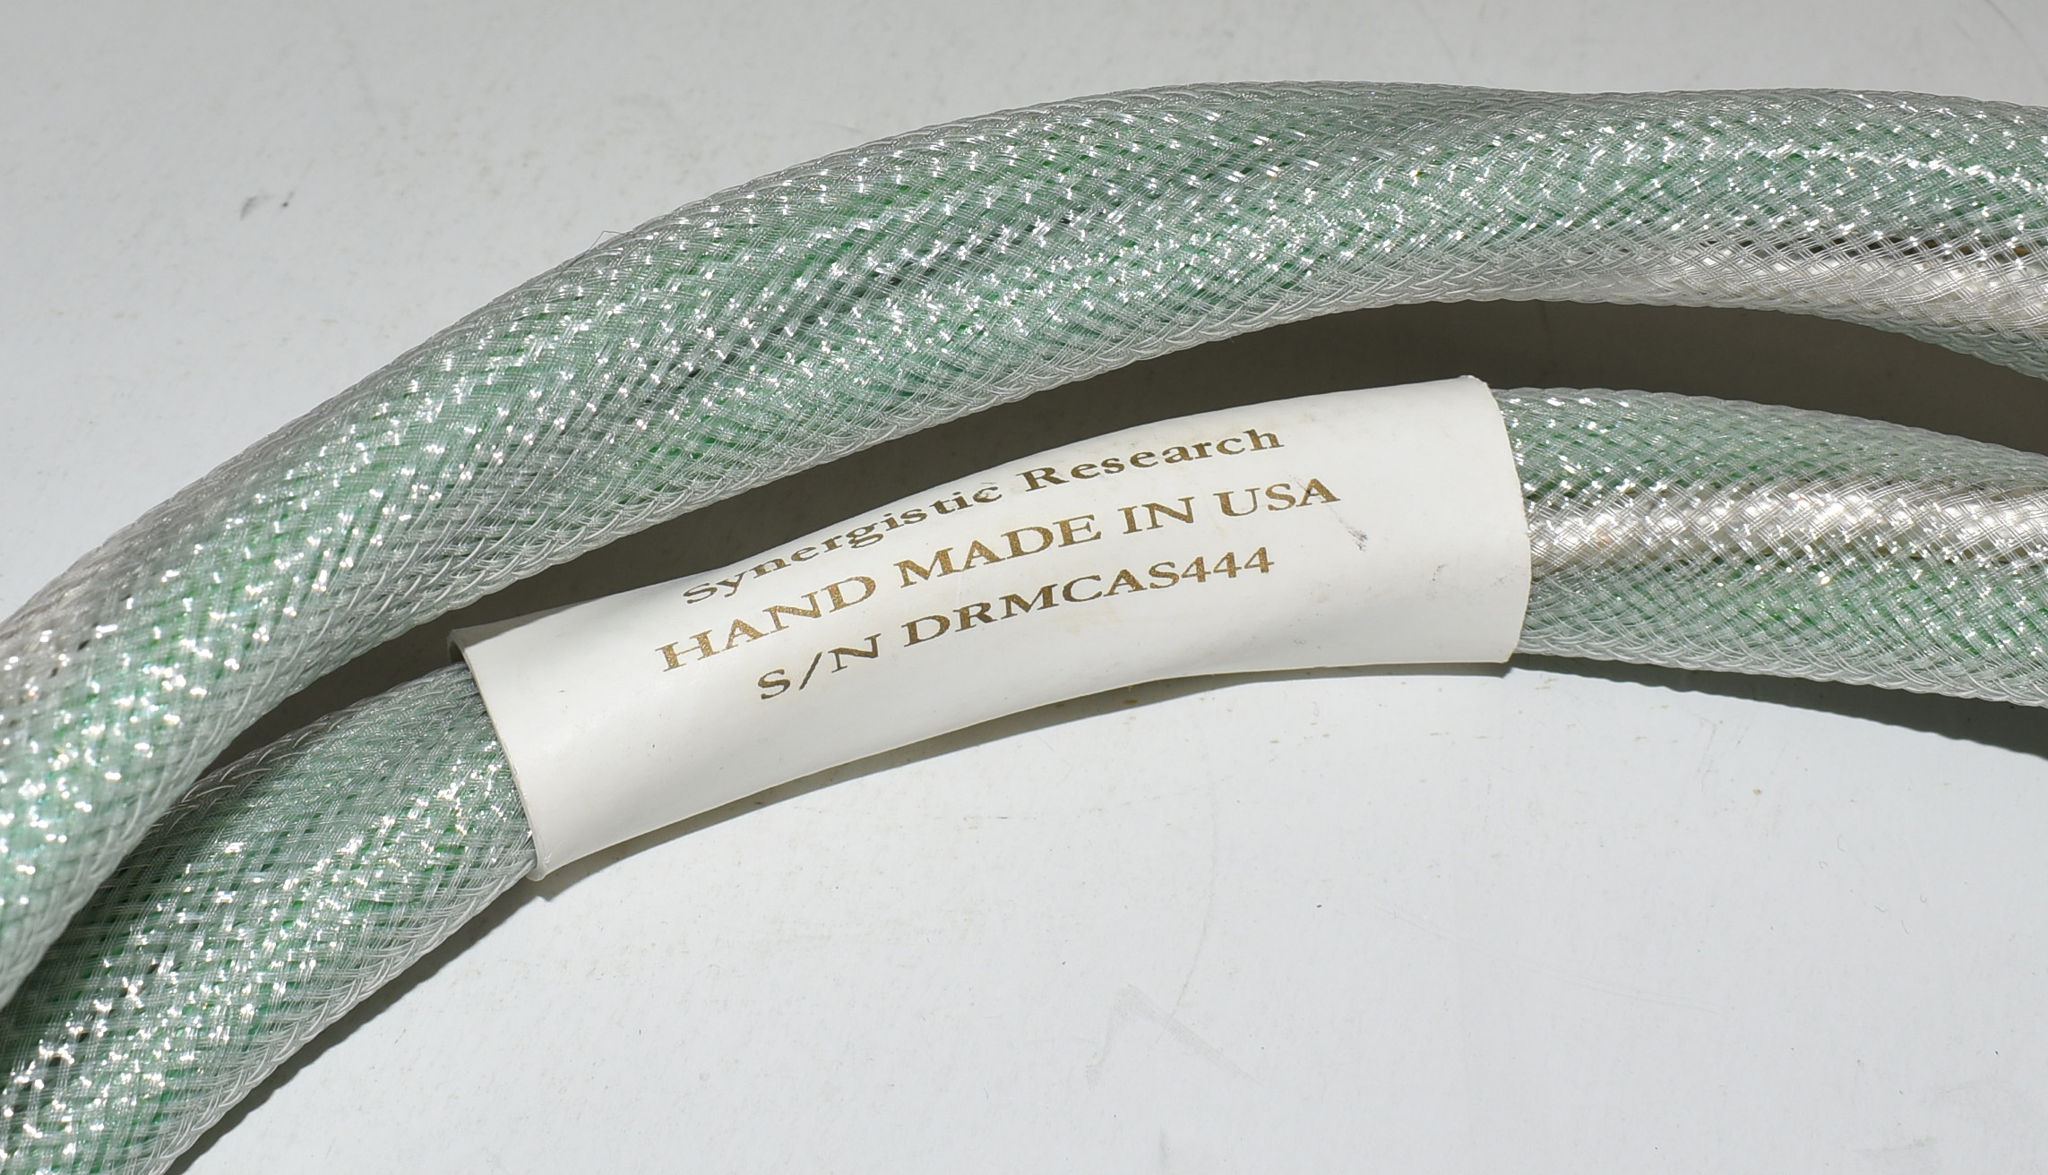 Synergistic Research
HAND MADE IN USA
S/N DRMCAS444